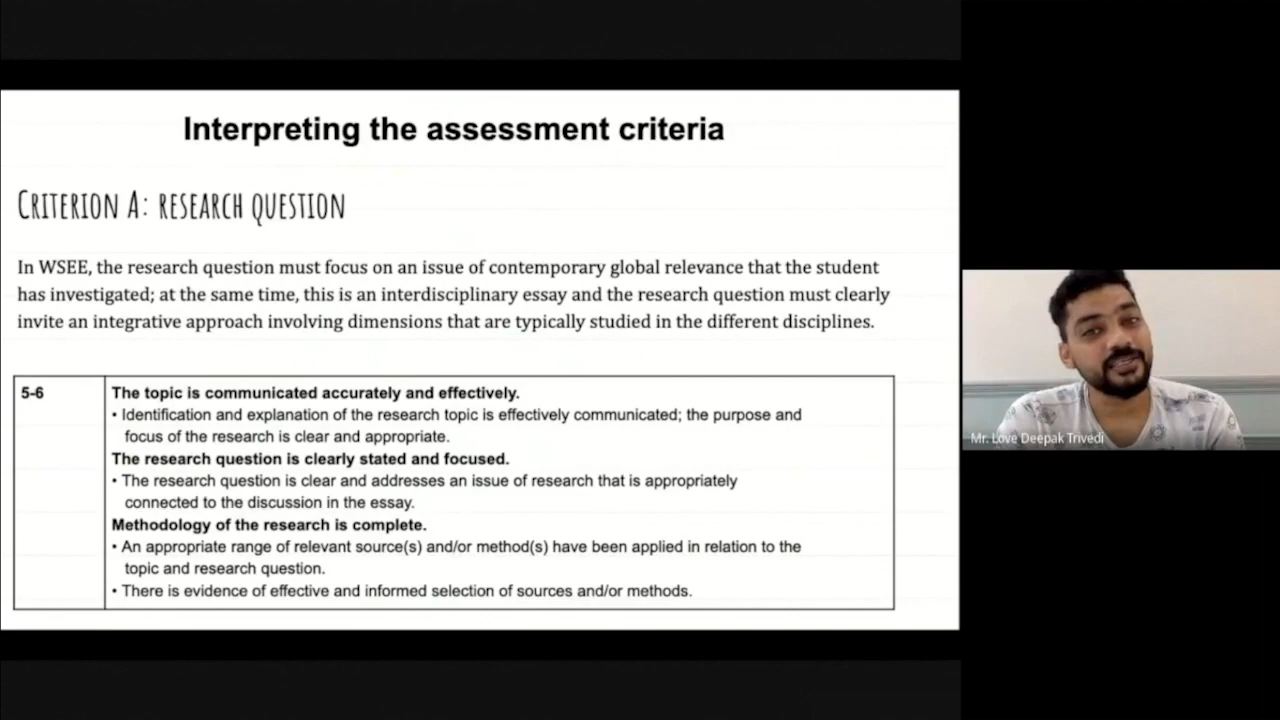 Interpreting the assessment criteria
CRITERION A: RESEARCH QUESTION
In WSEE, the research question must focus on an issue of contemporary global relevance that the student
has investigated; at the same time, this is an interdisciplinary essay and the research question must clearly
invite an integrative approach involving dimensions that are typically studied in the different disciplines.
5-6
The topic is communicated accurately and effectively.
• Identification and explanation of the research topic is effectively communicated; the purpose and
focus of the research is clear and appropriate.
The research question is clearly stated and focused.
• The research question is clear and addresses an issue of research that is appropriately
connected to the discussion in the essay.
Methodology of the research is complete.
• An appropriate range of relevant source(s) and/or method(s) have been applied in relation to the
topic and research question.
• There is evidence of effective and informed selection of sources and/or methods.
Mr. Love Deepak Trivedi